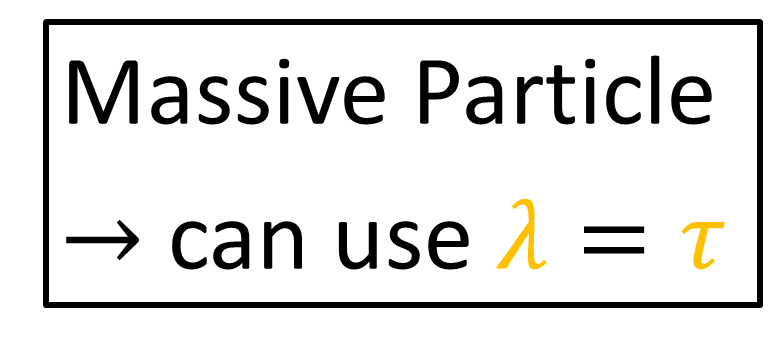 Massive Particle
→ can use λ = τ